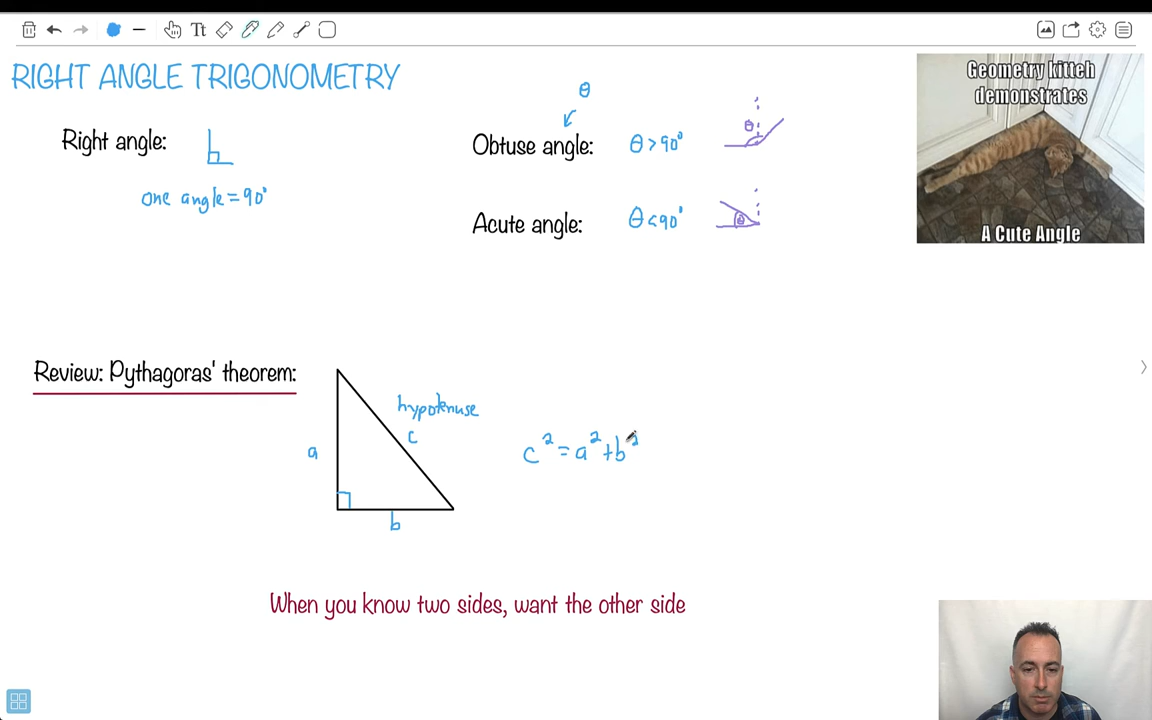 Tt
RIGHT ANGLE TRIGONOMETRY
Geometry kitteh
demonstrates
θ
Right angle:
Obtuse angle: θ > 90°
θ
one angle = 90°
Acute angle: θ < 90°
θ
A Cute Angle
Review: Pythagoras' theorem:
hypotenuse
c
a
c² = a² + b²
b
When you know two sides, want the other side